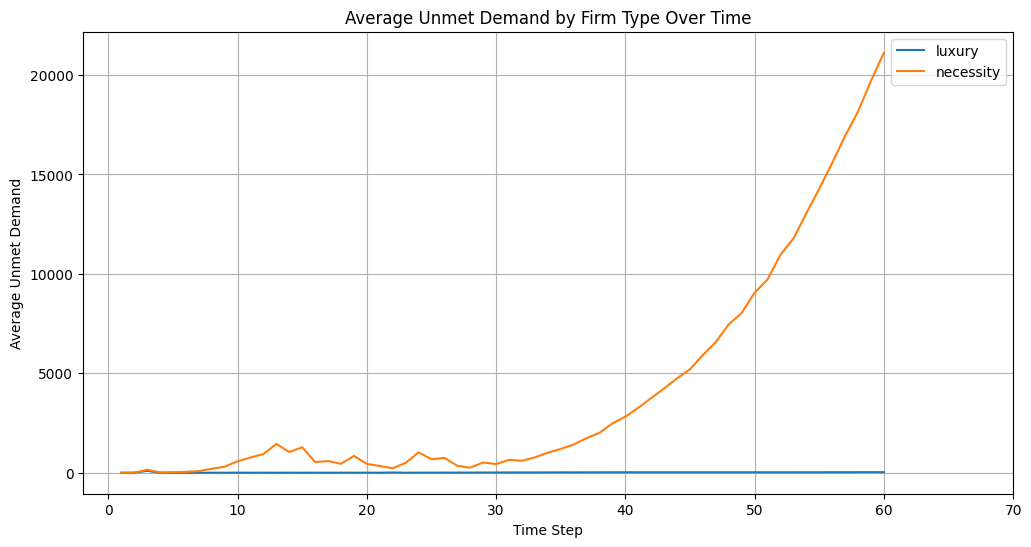 Average Unmet Demand by Firm Type Over Time
luxury
necessity
Average Unmet Demand
20000
15000
10000
5000
0
0 10 20 30 40 50 60 70
Time Step